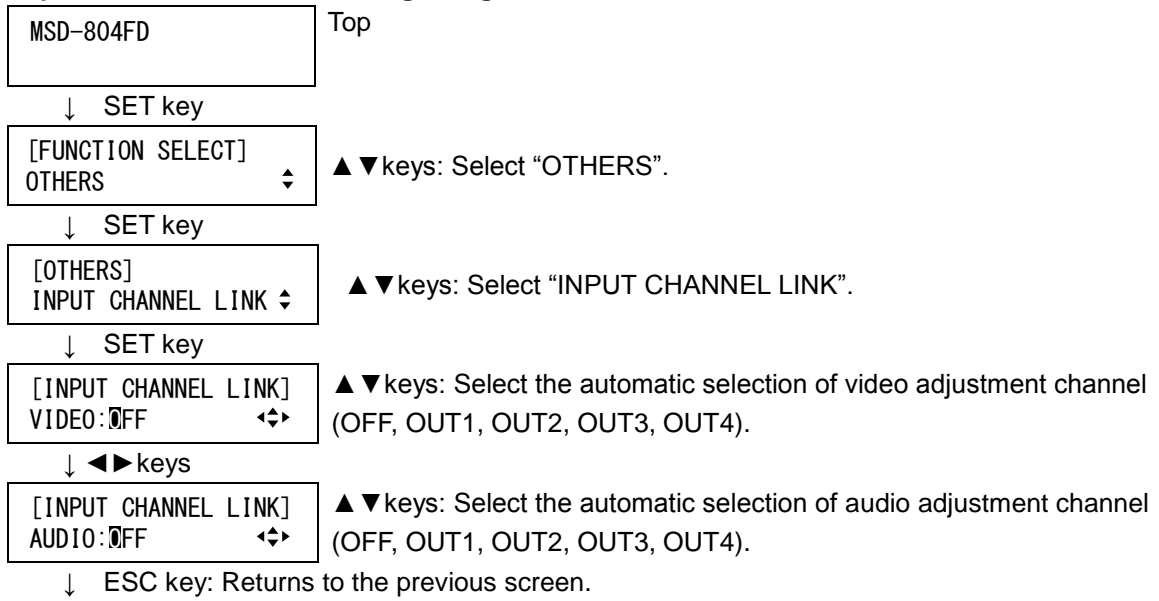 MSD-804FD
Top
↓ SET key
[FUNCTION SELECT]
OTHERS
▲▼keys: Select “OTHERS”.
↓ SET key
[OTHERS]
INPUT CHANNEL LINK
▲▼keys: Select “INPUT CHANNEL LINK”.
↓ SET key
[INPUT CHANNEL LINK]
VIDEO:OFF
▲▼keys: Select the automatic selection of video adjustment channel
(OFF, OUT1, OUT2, OUT3, OUT4).
↓ ◄►keys
[INPUT CHANNEL LINK]
AUDIO:OFF
▲▼keys: Select the automatic selection of audio adjustment channel
(OFF, OUT1, OUT2, OUT3, OUT4).
↓ ESC key: Returns to the previous screen.